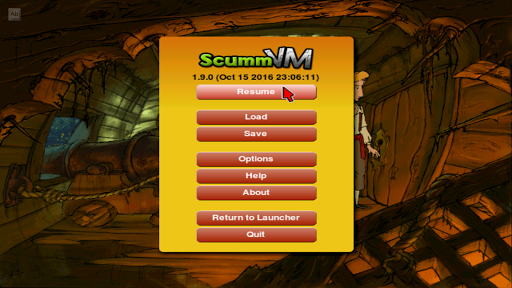 ScummVM
1.9.0 (Oct 15 2016 23:06:11)
Resume
Load
Save
Options
Help
About
Return to Launcher
Quit